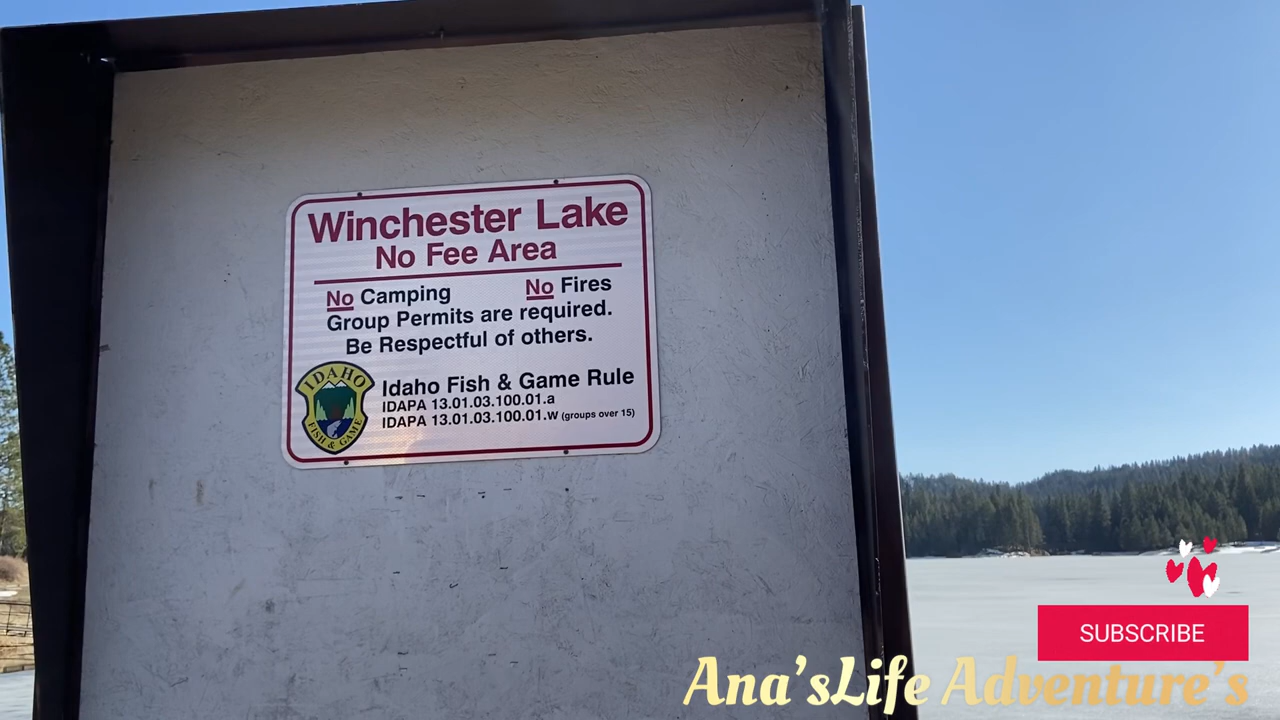 Winchester Lake
No Fee Area
No Camping No Fires
Group Permits are required.
Be Respectful of others.
IDAHO
FISH & GAME
Idaho Fish & Game Rule
IDAPA 13.01.03.100.01.a
IDAPA 13.01.03.100.01.w (groups over 15)
SUBSCRIBE
Ana'sLife Adventure's